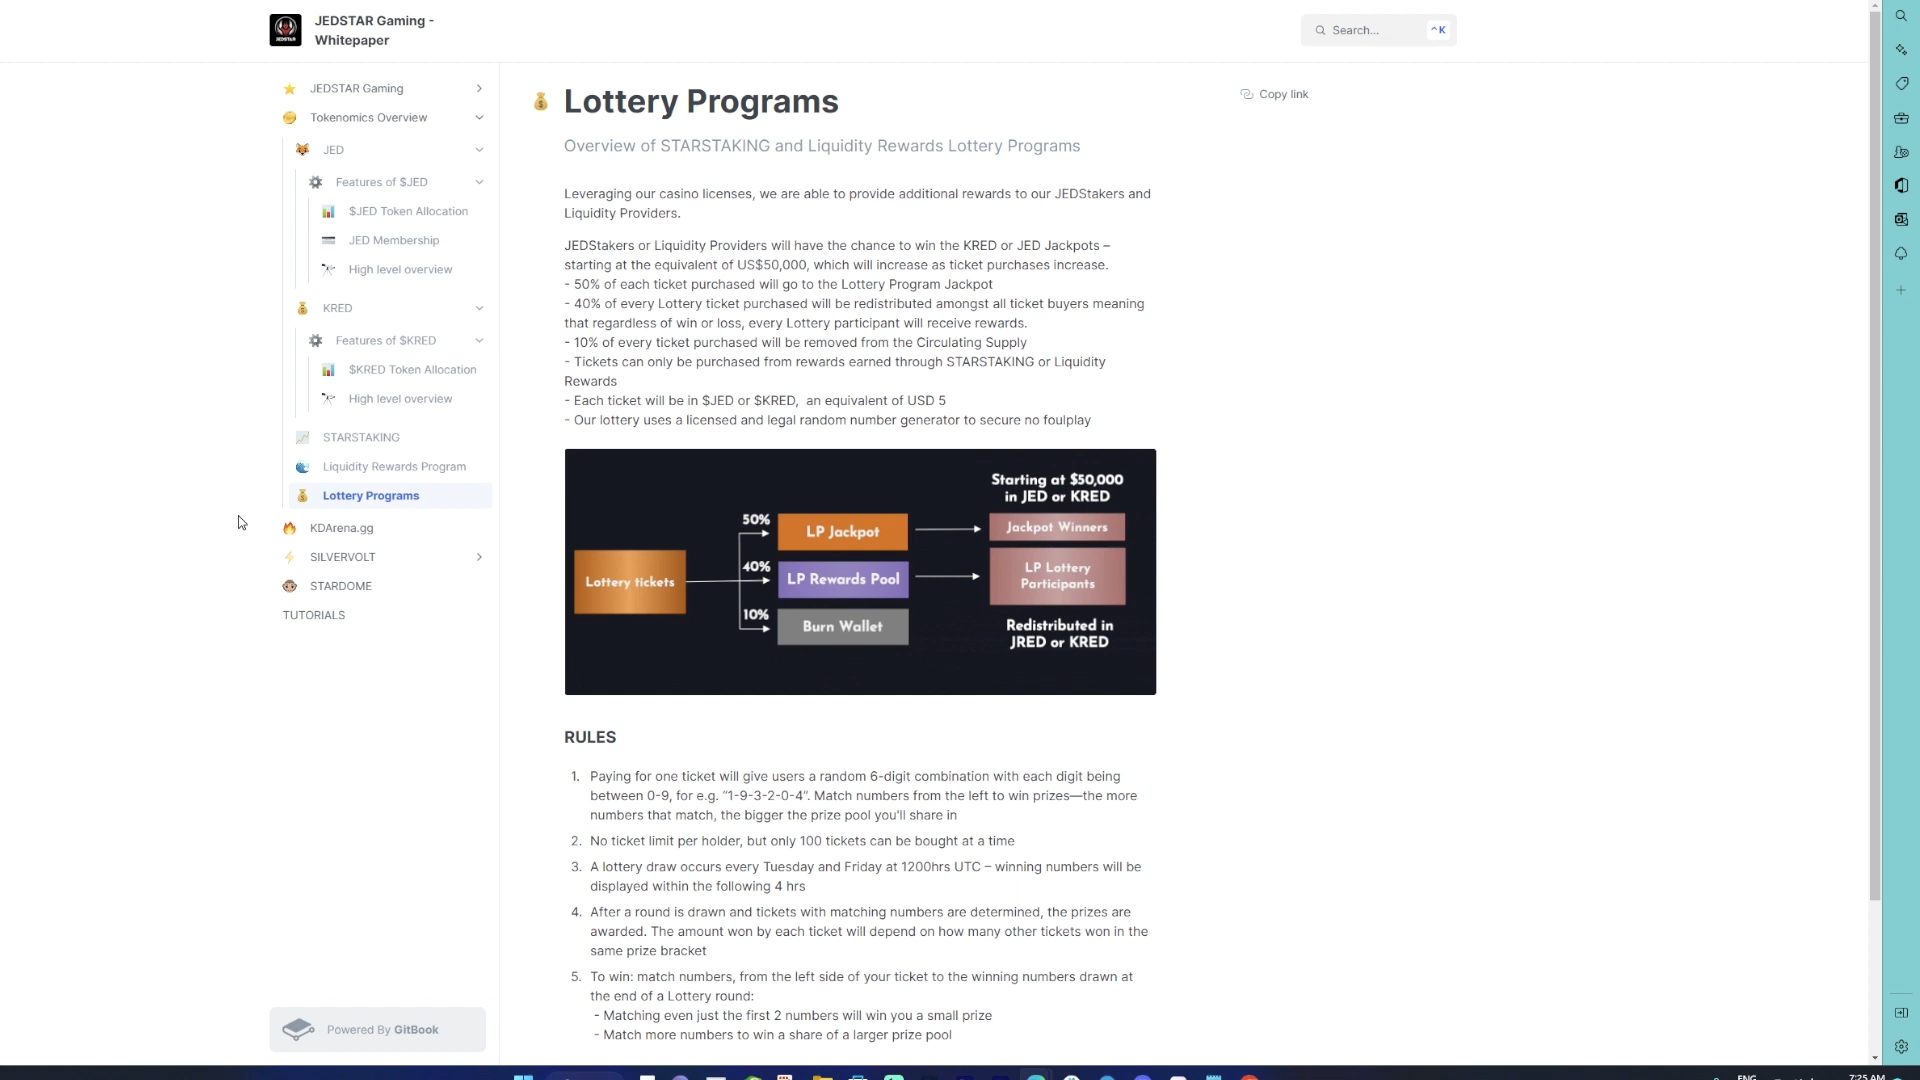 JEDSTAR Gaming -
Whitepaper
Search...
^K
JEDSTAR Gaming
Tokenomics Overview
JED
Features of $JED
$JED Token Allocation
JED Membership
High level overview
KRED
Features of $KRED
$KRED Token Allocation
High level overview
STARSTAKING
Liquidity Rewards Program
Lottery Programs
KDArena.gg
SILVERVOLT
STARDOME
TUTORIALS
Powered By GitBook
Lottery Programs
Copy link
Overview of STARSTAKING and Liquidity Rewards Lottery Programs
Leveraging our casino licenses, we are able to provide additional rewards to our JEDStakers and
Liquidity Providers.
JEDStakers or Liquidity Providers will have the chance to win the KRED or JED Jackpots –
starting at the equivalent of US$50,000, which will increase as ticket purchases increase.
- 50% of each ticket purchased will go to the Lottery Program Jackpot
- 40% of every Lottery ticket purchased will be redistributed amongst all ticket buyers meaning
that regardless of win or loss, every Lottery participant will receive rewards.
- 10% of every ticket purchased will be removed from the Circulating Supply
- Tickets can only be purchased from rewards earned through STARSTAKING or Liquidity
Rewards
- Each ticket will be in $JED or $KRED,  an equivalent of USD 5
- Our lottery uses a licensed and legal random number generator to secure no foulplay
Starting at $50,000
in JED or KRED
50%
LP Jackpot
Jackpot Winners
Lottery tickets
40%
LP Rewards Pool
LP Lottery
Participants
10%
Burn Wallet
Redistributed in
JRED or KRED
RULES
1. Paying for one ticket will give users a random 6-digit combination with each digit being
between 0-9, for e.g. “1-9-3-2-0-4”. Match numbers from the left to win prizes—the more
numbers that match, the bigger the prize pool you'll share in
2. No ticket limit per holder, but only 100 tickets can be bought at a time
3. A lottery draw occurs every Tuesday and Friday at 1200hrs UTC – winning numbers will be
displayed within the following 4 hrs
4. After a round is drawn and tickets with matching numbers are determined, the prizes are
awarded. The amount won by each ticket will depend on how many other tickets won in the
same prize bracket
5. To win: match numbers, from the left side of your ticket to the winning numbers drawn at
the end of a Lottery round:
- Matching even just the first 2 numbers will win you a small prize
- Match more numbers to win a share of a larger prize pool
ENG
7:25 AM